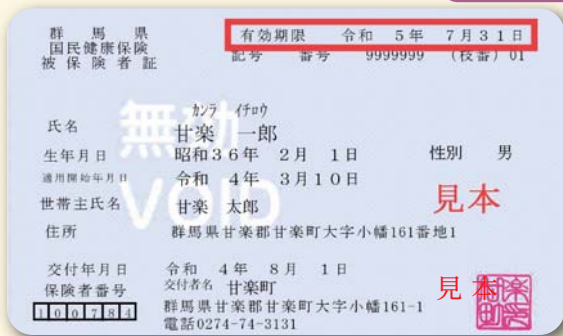 群馬県
国民健康保険
被保険者証
有効期限 令和 5年 7月31日
記号 番号 9999999 (枝番) 01
無効
VOID
カンラ イチロウ
氏名 甘楽 一郎
生年月日 昭和36年 2月 1日 性別 男
適用開始年月日 令和 4年 3月10日
見本
世帯主氏名 甘楽 太郎
住所 群馬県甘楽郡甘楽町大字小幡161番地1
交付年月日 令和 4年 8月 1日
保険者番号 交付者名 甘楽町
見本
100784 群馬県甘楽郡甘楽町大字小幡161-1
電話0274-74-3131